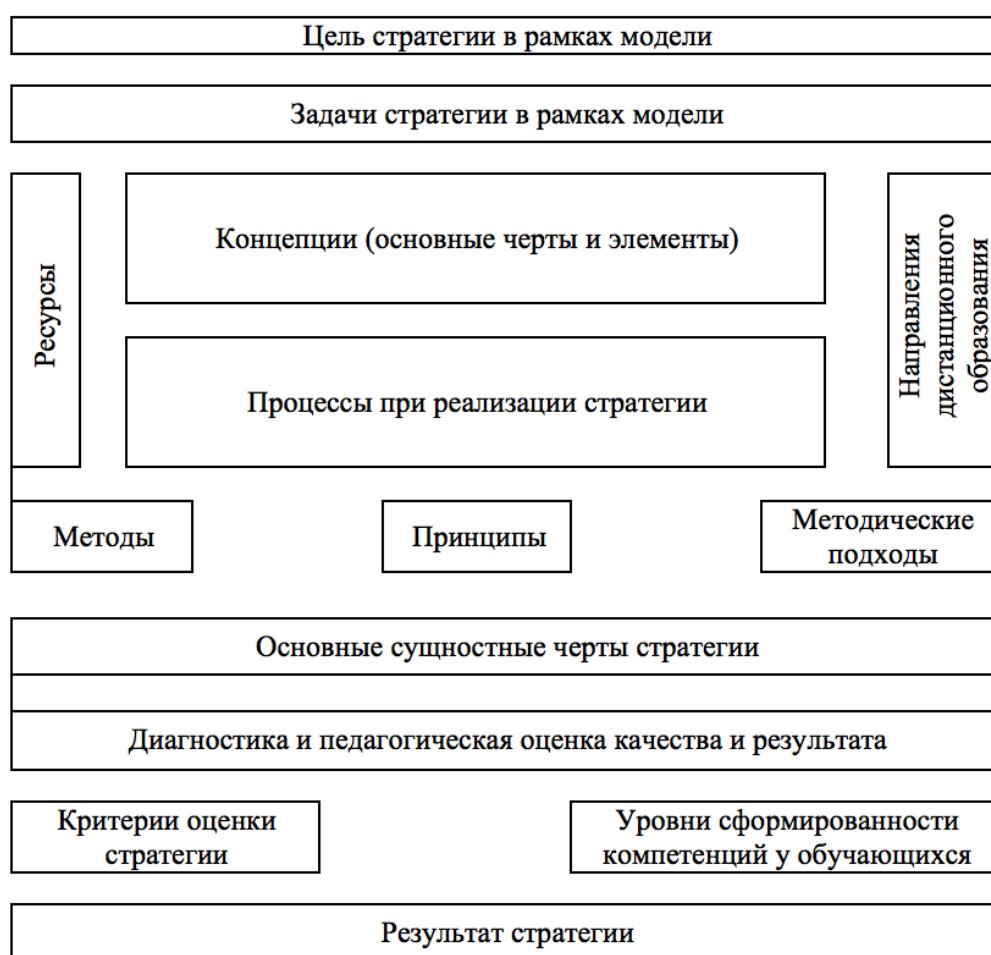 Цель стратегии в рамках модели
Задачи стратегии в рамках модели
Ресурсы
Концепции (основные черты и элементы)
Процессы при реализации стратегии
Направления
дистанционного
образования
Методы
Принципы
Методические
подходы
Основные сущностные черты стратегии
Диагностика и педагогическая оценка качества и результата
Критерии оценки
стратегии
Уровни сформированности
компетенций у обучающихся
Результат стратегии